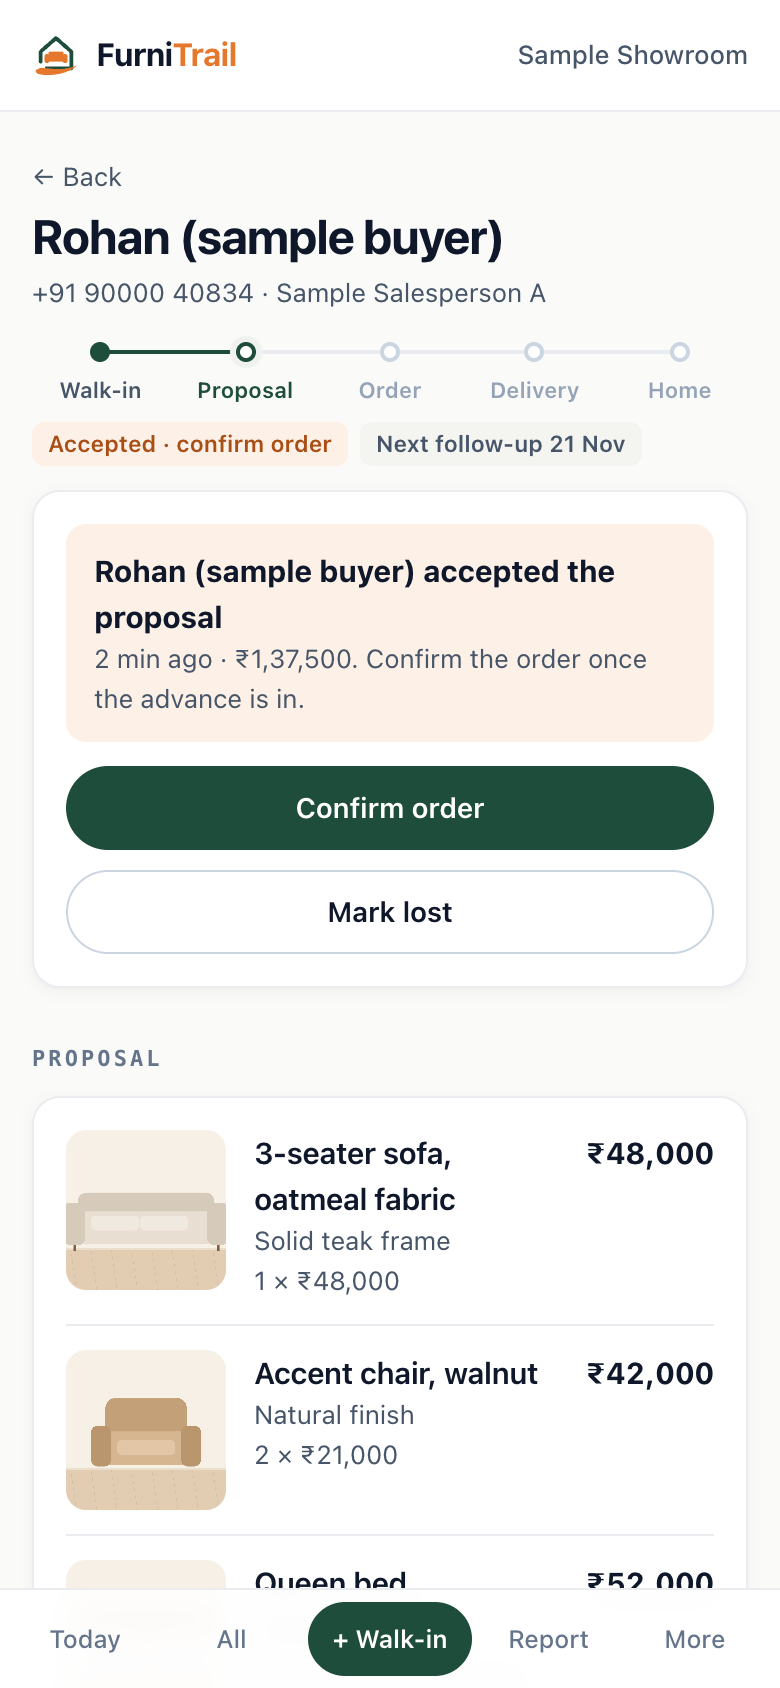 FurniTrail
Sample Showroom
← Back
Rohan (sample buyer)
+91 90000 40834 · Sample Salesperson A
Walk-in
Proposal
Order
Delivery
Home
Accepted · confirm order
Next follow-up 21 Nov
Rohan (sample buyer) accepted the
proposal
2 min ago · ₹1,37,500. Confirm the order once
the advance is in.
Confirm order
Mark lost
PROPOSAL
3-seater sofa,
oatmeal fabric
₹48,000
Solid teak frame
1 × ₹48,000
Accent chair, walnut
₹42,000
Natural finish
2 × ₹21,000
Queen bed
₹52,000
Today
All
+ Walk-in
Report
More